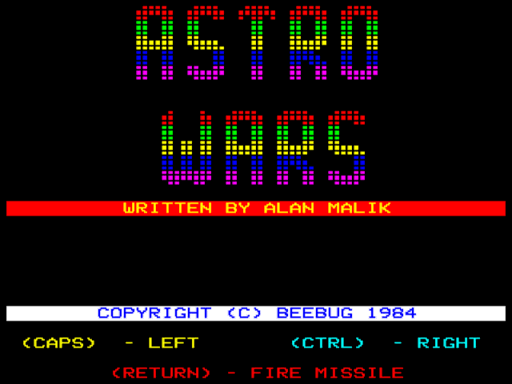 ASTRO
WARS
WRITTEN BY ALAN MALIK
COPYRIGHT (C) BEEBUG 1984
(CAPS) - LEFT (CTRL) - RIGHT
(RETURN) - FIRE MISSILE